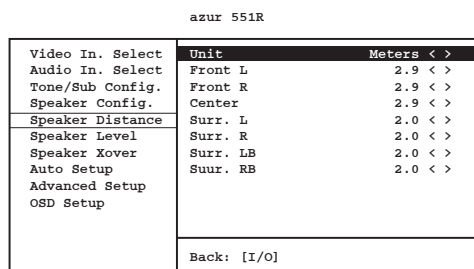 azur 551R
Video In. Select
Audio In. Select
Tone/Sub Config.
Speaker Config.
Speaker Distance
Speaker Level
Speaker Xover
Auto Setup
Advanced Setup
OSD Setup
Unit Meters < >
Front L 2.9 < >
Front R 2.9 < >
Center 2.9 < >
Surr. L 2.0 < >
Surr. R 2.0 < >
Surr. LB 2.0 < >
Suur. RB 2.0 < >
Back: [I/O]